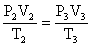 P₂V₂/T₂ = P₃V₃/T₃